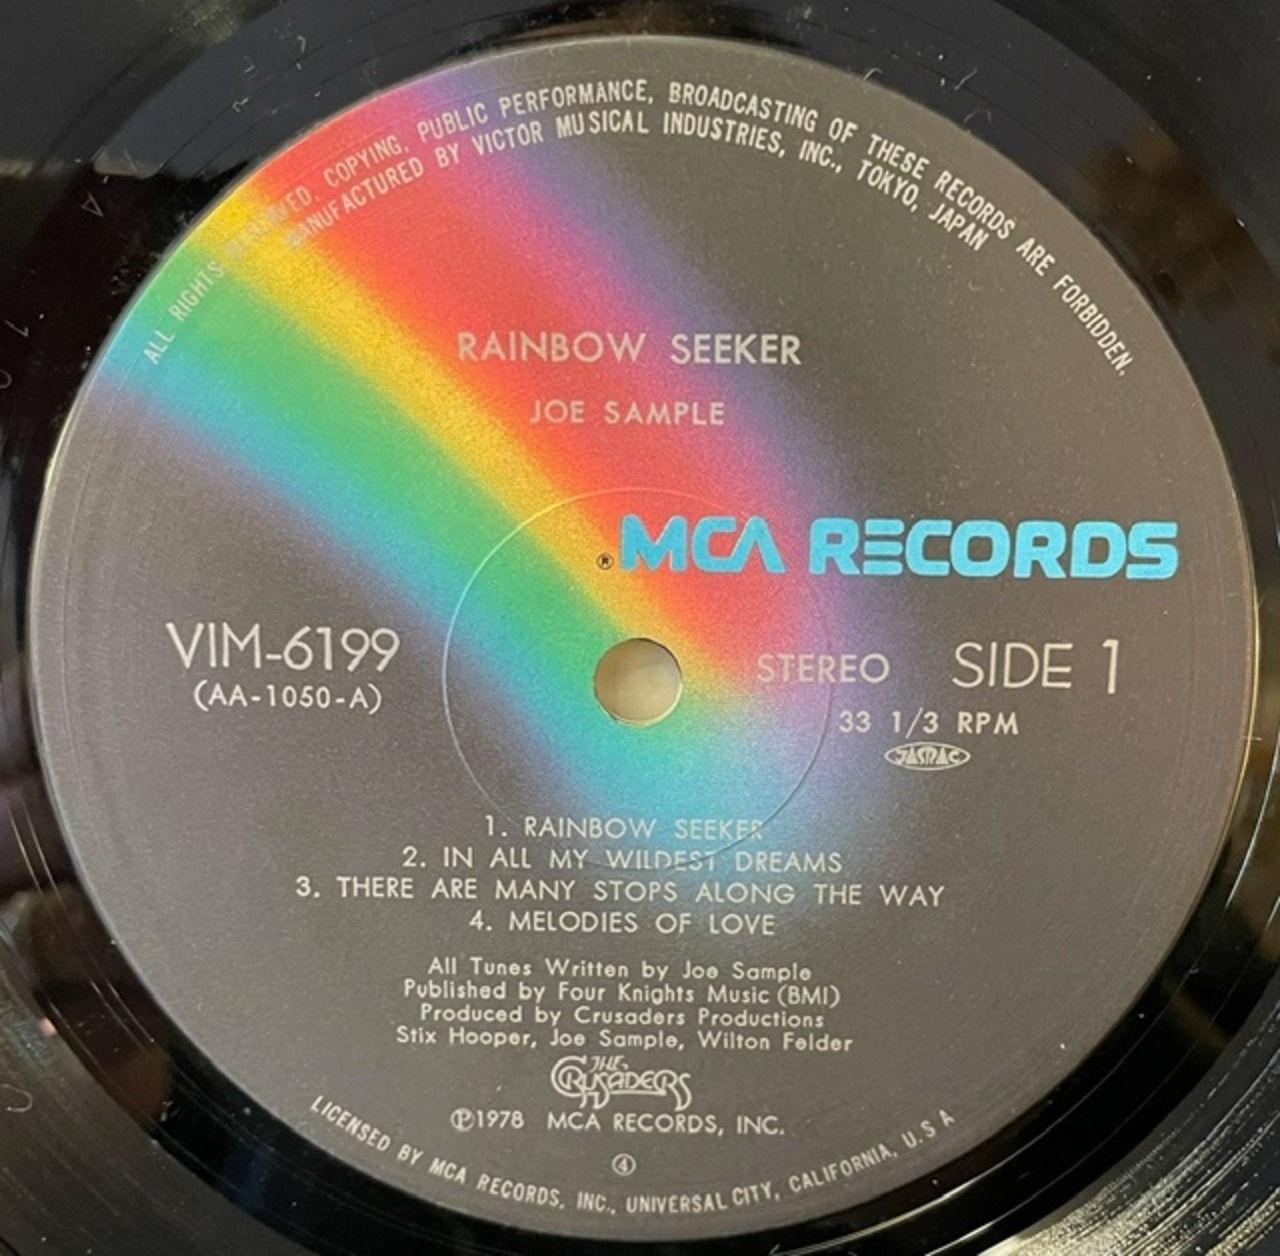 ALL RIGHTS RESERVED. COPYING, PUBLIC PERFORMANCE, BROADCASTING OF THESE RECORDS ARE FORBIDDEN.
MANUFACTURED BY VICTOR MUSICAL INDUSTRIES, INC., TOKYO, JAPAN
RAINBOW SEEKER
JOE SAMPLE
® MCA RECORDS
VIM-6199
(AA-1050-A)
STEREO SIDE 1
33 1/3 RPM
JASRAC
1. RAINBOW SEEKER
2. IN ALL MY WILDEST DREAMS
3. THERE ARE MANY STOPS ALONG THE WAY
4. MELODIES OF LOVE
All Tunes Written by Joe Sample
Published by Four Knights Music (BMI)
Produced by Crusaders Productions
Stix Hooper, Joe Sample, Wilton Felder
THE CRUSADERS
℗1978 MCA RECORDS, INC.
④
LICENSED BY MCA RECORDS, INC., UNIVERSAL CITY, CALIFORNIA, U.S A